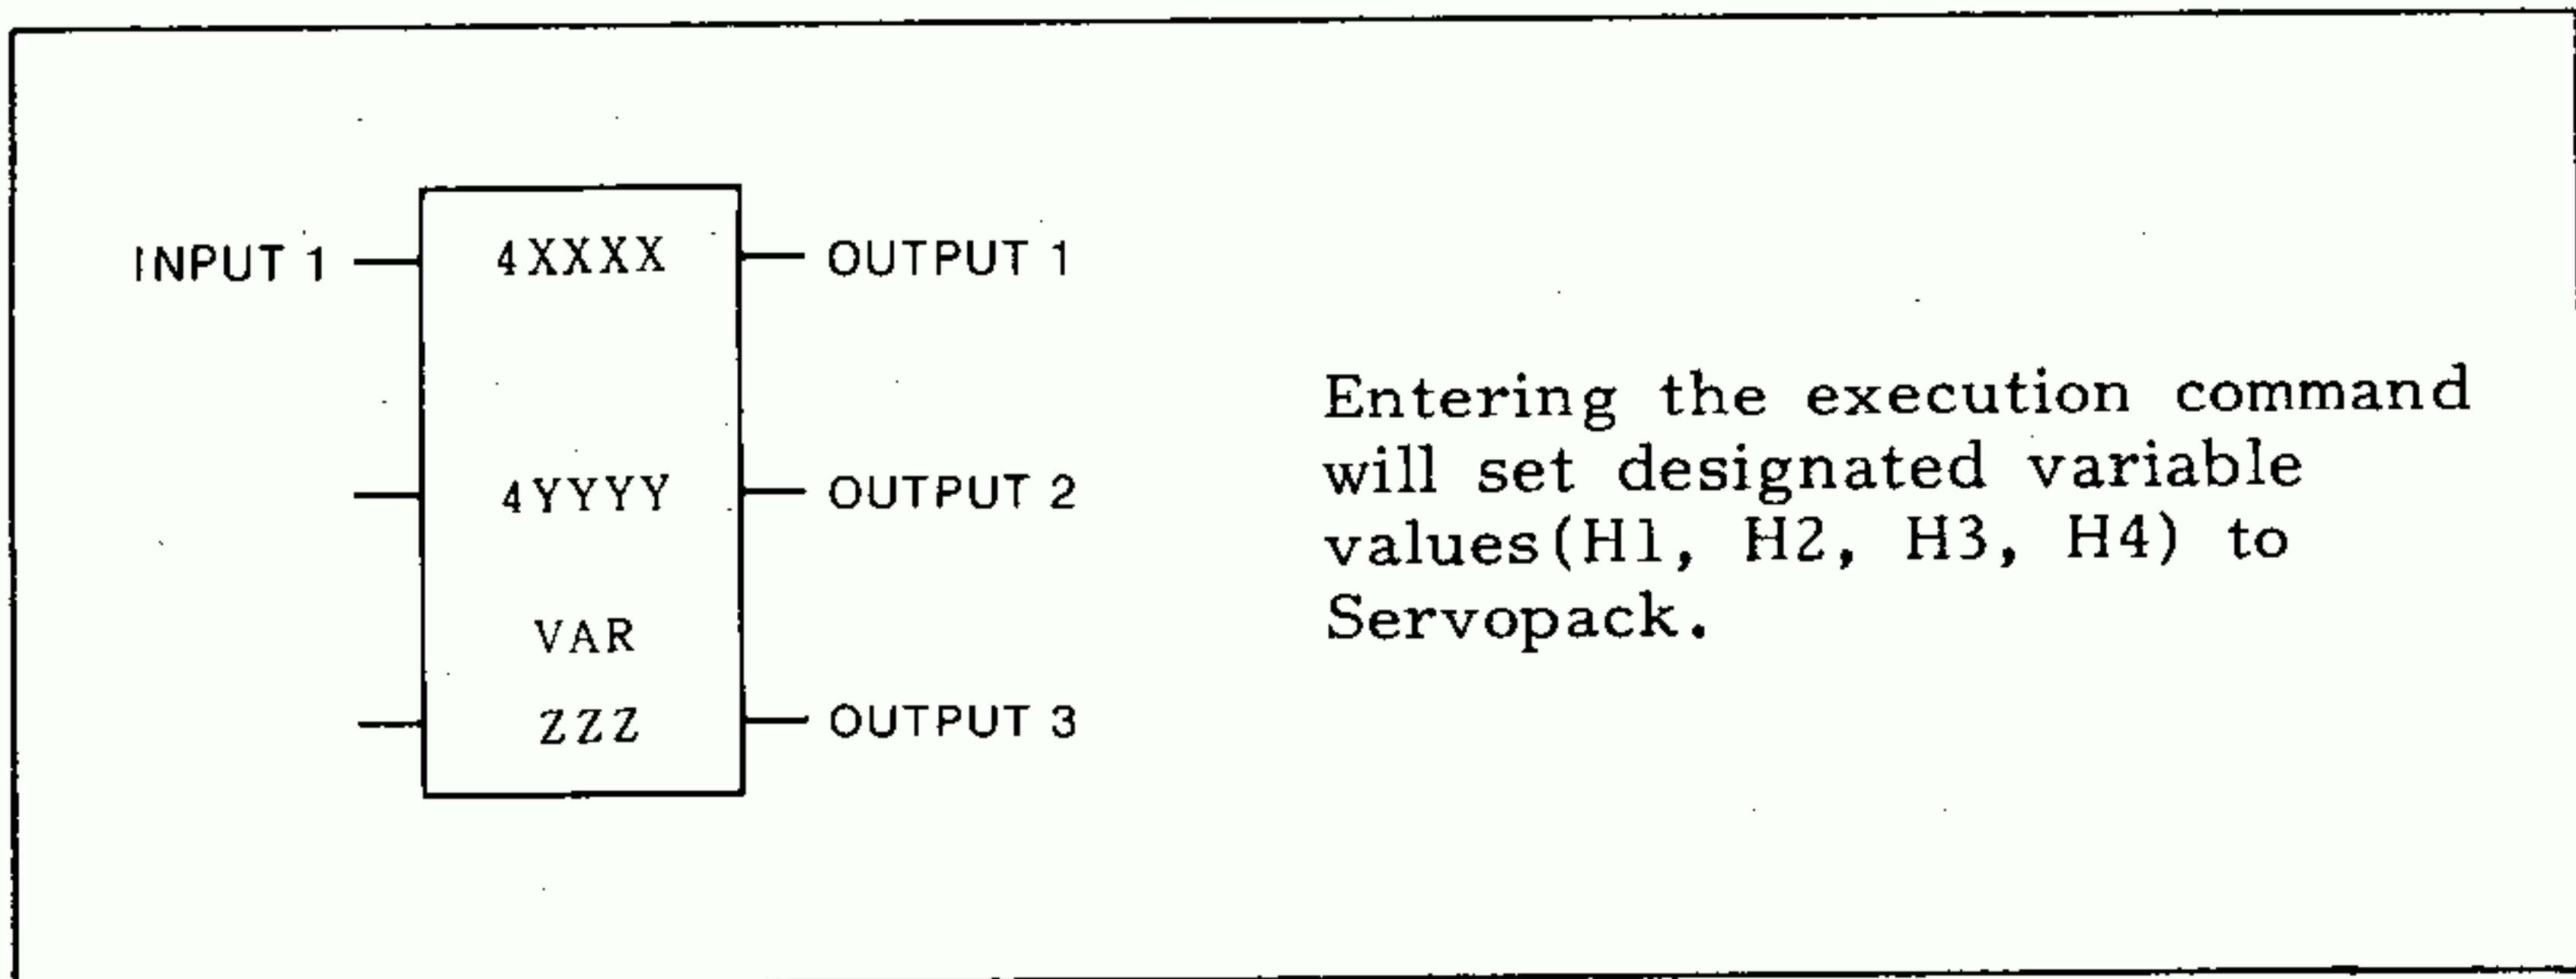 INPUT 1
4XXXX
OUTPUT 1
4YYYY
OUTPUT 2
VAR
ZZZ
OUTPUT 3
Entering the execution command
will set designated variable
values(H1, H2, H3, H4) to
Servopack.